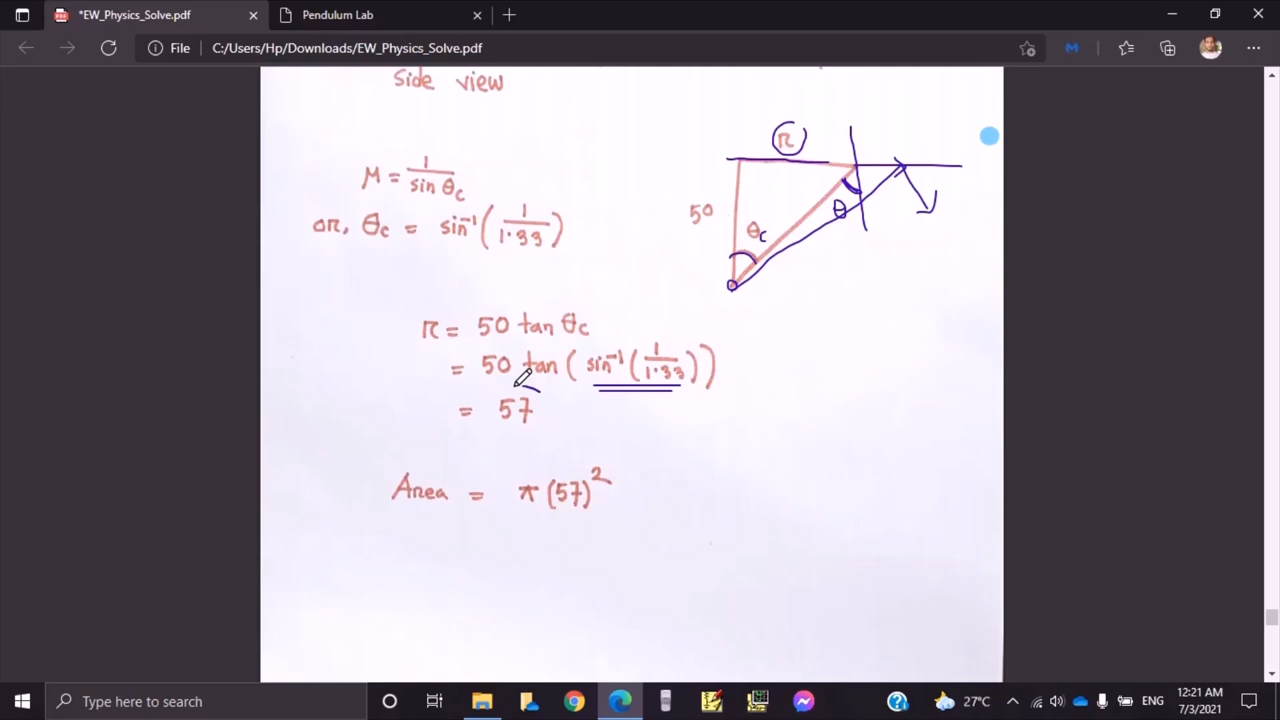 *EW_Physics_Solve.pdf
Pendulum Lab
File
C:/Users/Hp/Downloads/EW_Physics_Solve.pdf
Side view
μ = 1/sin θc
or, θc = sin⁻¹(1/1.33)
R = 50 tan θc
= 50 tan (sin⁻¹(1/1.33))
= 57
Area = π(57)²
R
50
θc
θ
Type here to search
27°C
ENG
12:21 AM
7/3/2021